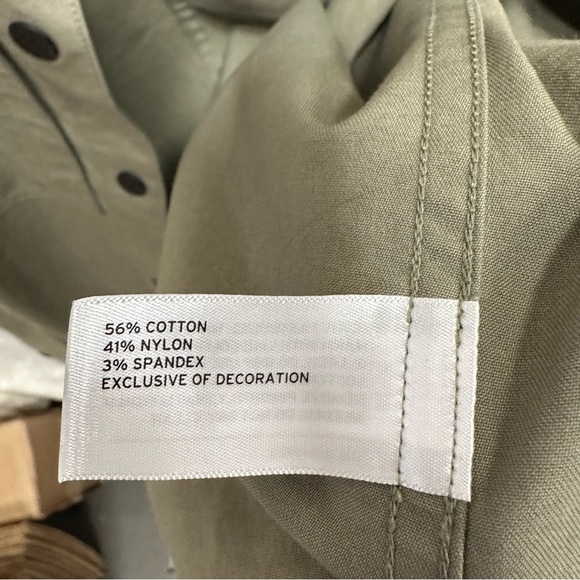 56% COTTON
41% NYLON
3% SPANDEX
EXCLUSIVE OF DECORATION